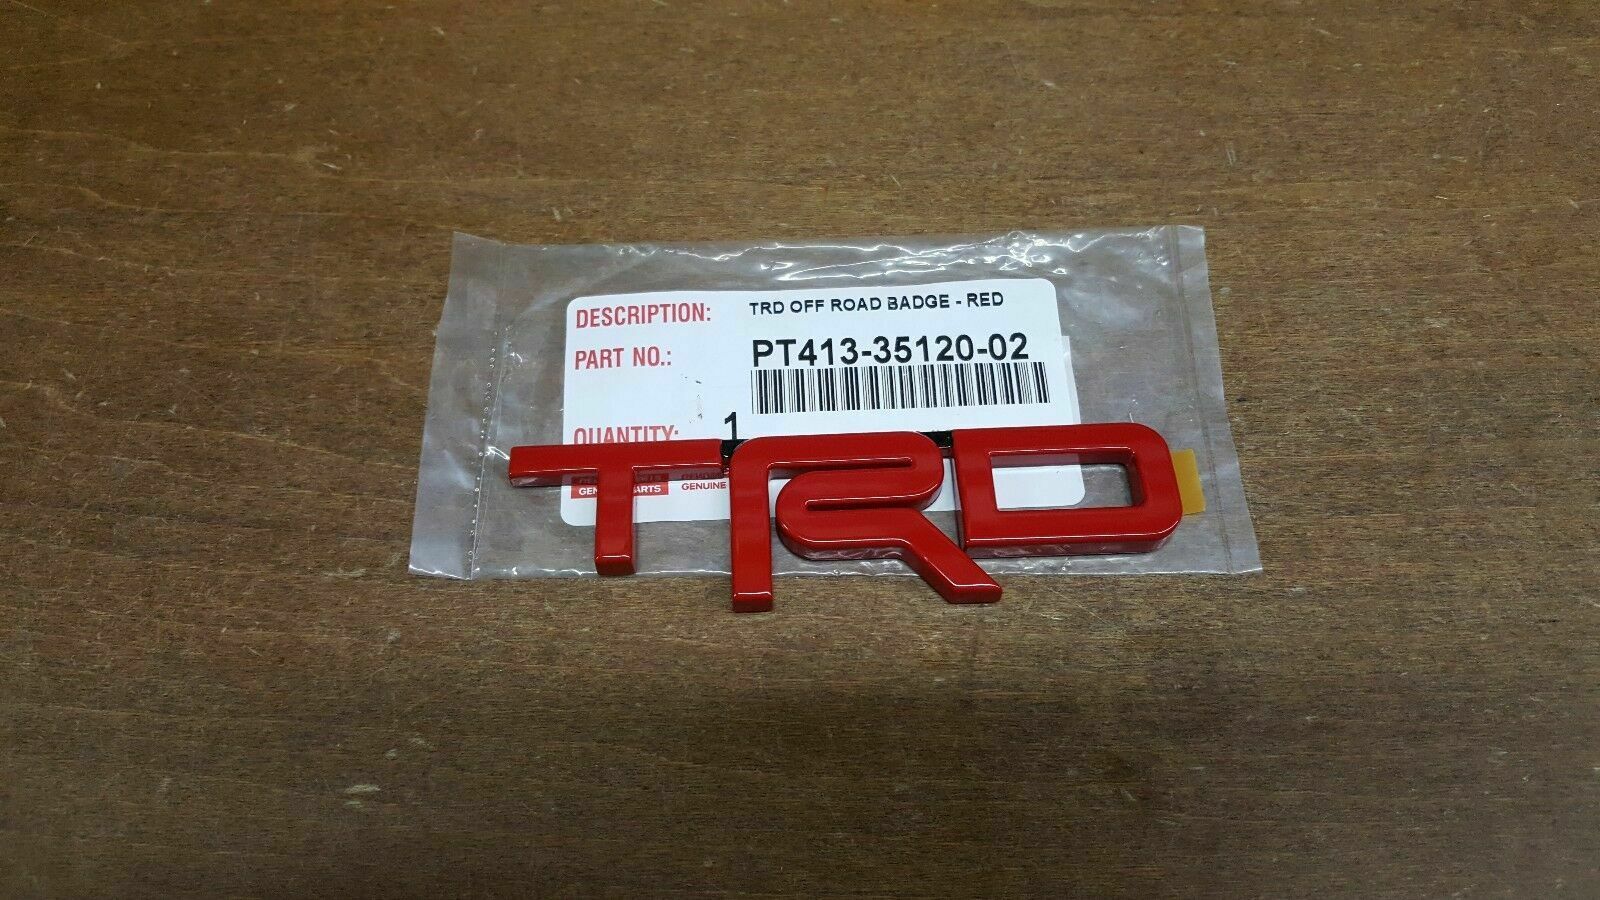 DESCRIPTION: TRD OFF ROAD BADGE - RED
PART NO.: PT413-35120-02
QUANTITY: 1
GENUINE
TRD